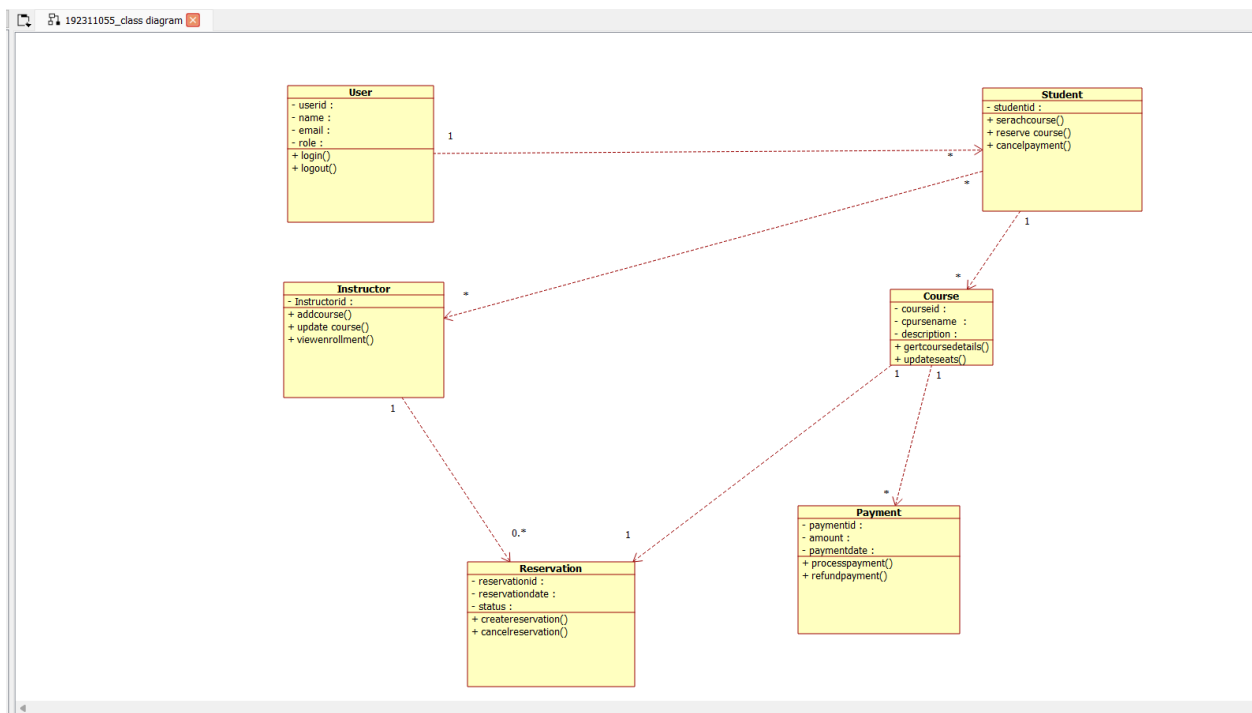 192311055_class diagram
User
- userid :
- name :
- email :
- role :
+ login()
+ logout()
1
*
Student
- studentid :
+ serachcourse()
+ reserve course()
+ cancelpayment()
*
1
*
*
Instructor
- Instructorid :
+ addcourse()
+ update course()
+ viewenrollment()
1
Course
- courseid :
- cpursename :
- description :
+ gertcoursedetails()
+ updateseats()
1
1
0.*
1
*
Reservation
- reservationid :
- reservationdate :
- status :
+ createreservation()
+ cancelreservation()
Payment
- paymentid :
- amount :
- paymentdate :
+ processpayment()
+ refundpayment()